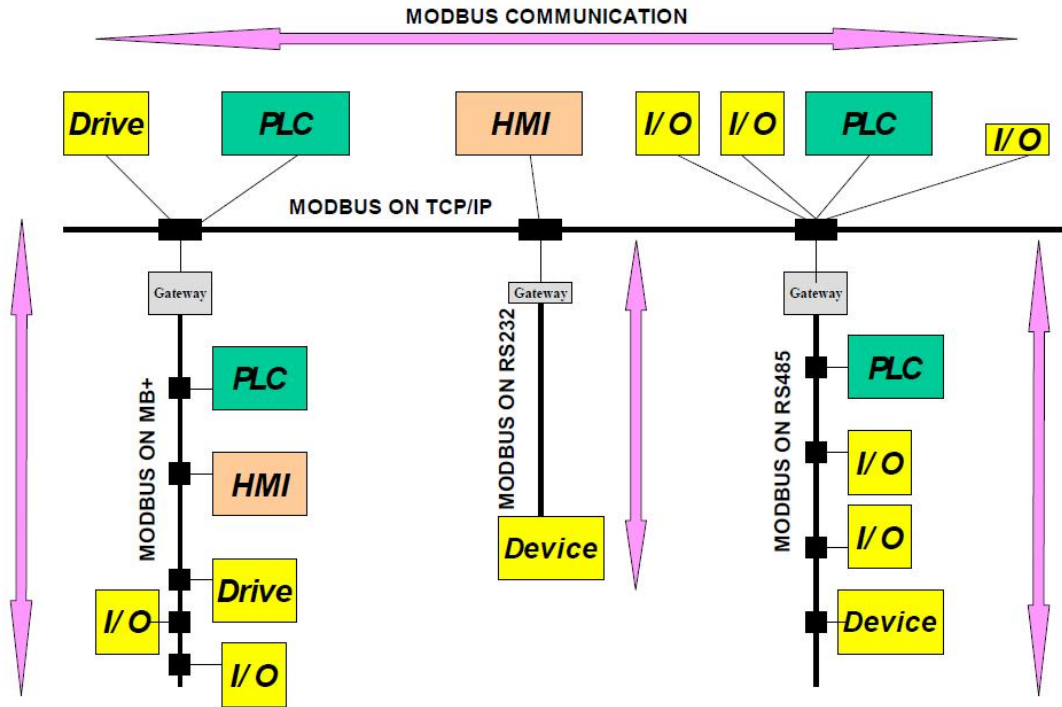 MODBUS COMMUNICATION
Drive
PLC
HMI
I/O
I/O
PLC
I/O
MODBUS ON TCP/IP
Gateway
Gateway
Gateway
MODBUS ON MB+
PLC
HMI
Drive
I/O
I/O
MODBUS ON RS232
Device
MODBUS ON RS485
PLC
I/O
I/O
Device